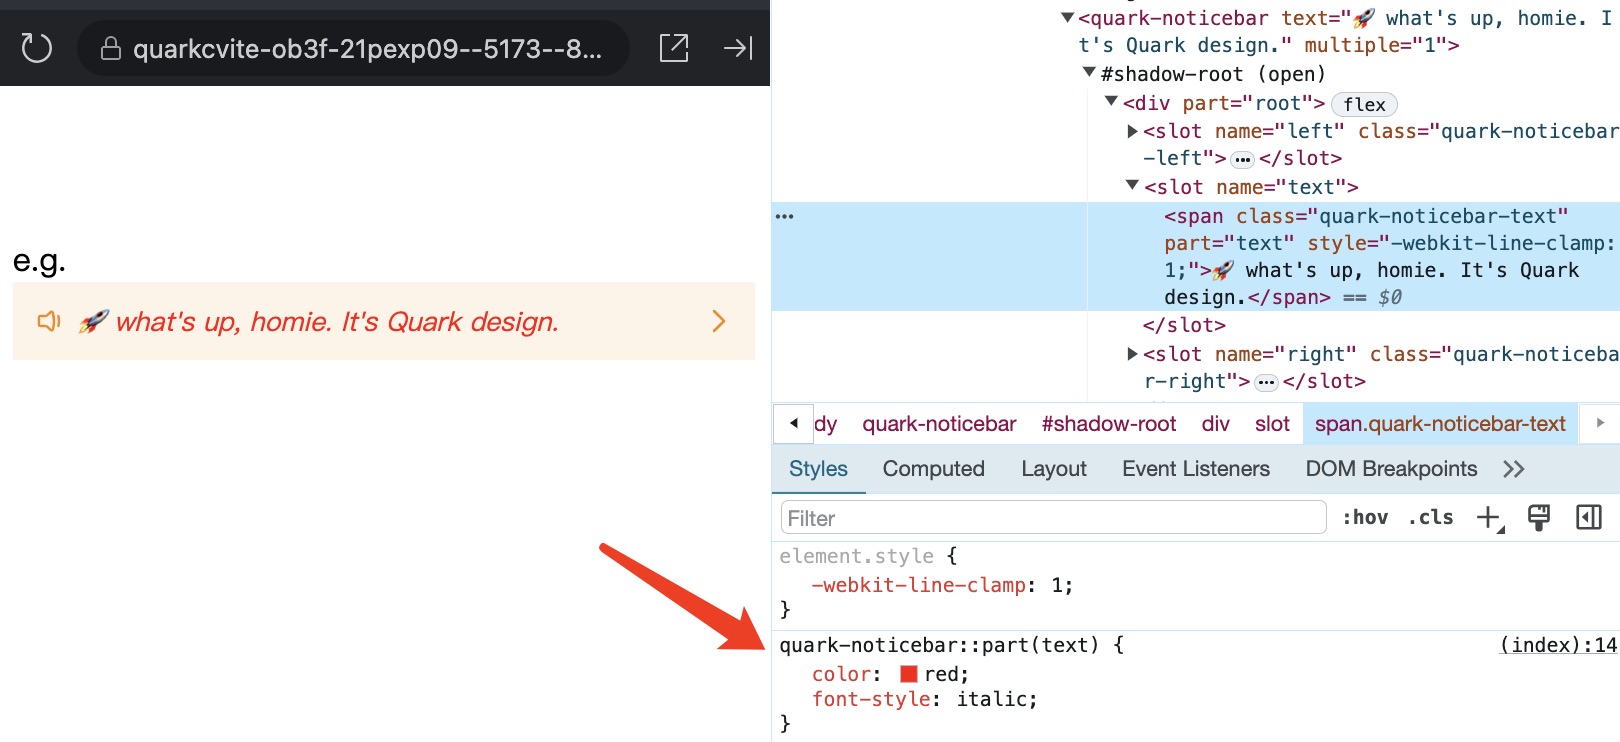 quarkcvite-ob3f-21pexp09--5173--8...
e.g.
🚀 what's up, homie. It's Quark design.
<quark-noticebar text="🚀 what's up, homie. I
t's Quark design." multiple="1">
#shadow-root (open)
<div part="root"> flex
<slot name="left" class="quark-noticebar
-left"> ••• </slot>
<slot name="text">
••• <span class="quark-noticebar-text"
part="text" style="-webkit-line-clamp:
1;">🚀 what's up, homie. It's Quark
design.</span> == $0
</slot>
<slot name="right" class="quark-noticeba
r-right"> ••• </slot>
dy quark-noticebar #shadow-root div slot span.quark-noticebar-text
Styles Computed Layout Event Listeners DOM Breakpoints »
Filter :hov .cls +
element.style {
-webkit-line-clamp: 1;
}
quark-noticebar::part(text) { (index):14
color: red;
font-style: italic;
}